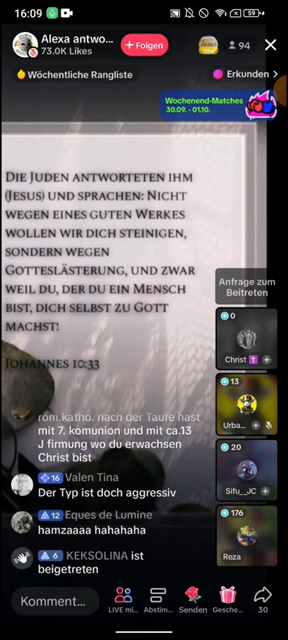 16:09
59
Alexa antwo...
73.0K Likes
+ Folgen
94
Wöchentliche Rangliste
Erkunden >
Wochenend-Matches
30.09. - 01.10.
Die Juden antworteten ihm
(Jesus) und sprachen: Nicht
wegen eines guten Werkes
wollen wir dich steinigen,
sondern wegen
Gotteslästerung, und zwar
weil du, der du ein Mensch
bist, dich selbst zu Gott
machst!
Johannes 10:33
Anfrage zum
Beitreten
0
Christ
13
Urba...
20
Sifu_JC
176
Reza
röm.katho. nach der Taufe hast
mit 7. komunion und mit ca.13
J firmung wo du erwachsen
Christ bist
16 Valen Tina
Der Typ ist doch aggressiv
12 Eques de Lumine
hamzaaaa hahahaha
6 KEKSOLINA ist
beigetreten
Komment...
LIVE mi...
Abstim...
Senden
Gesche...
30